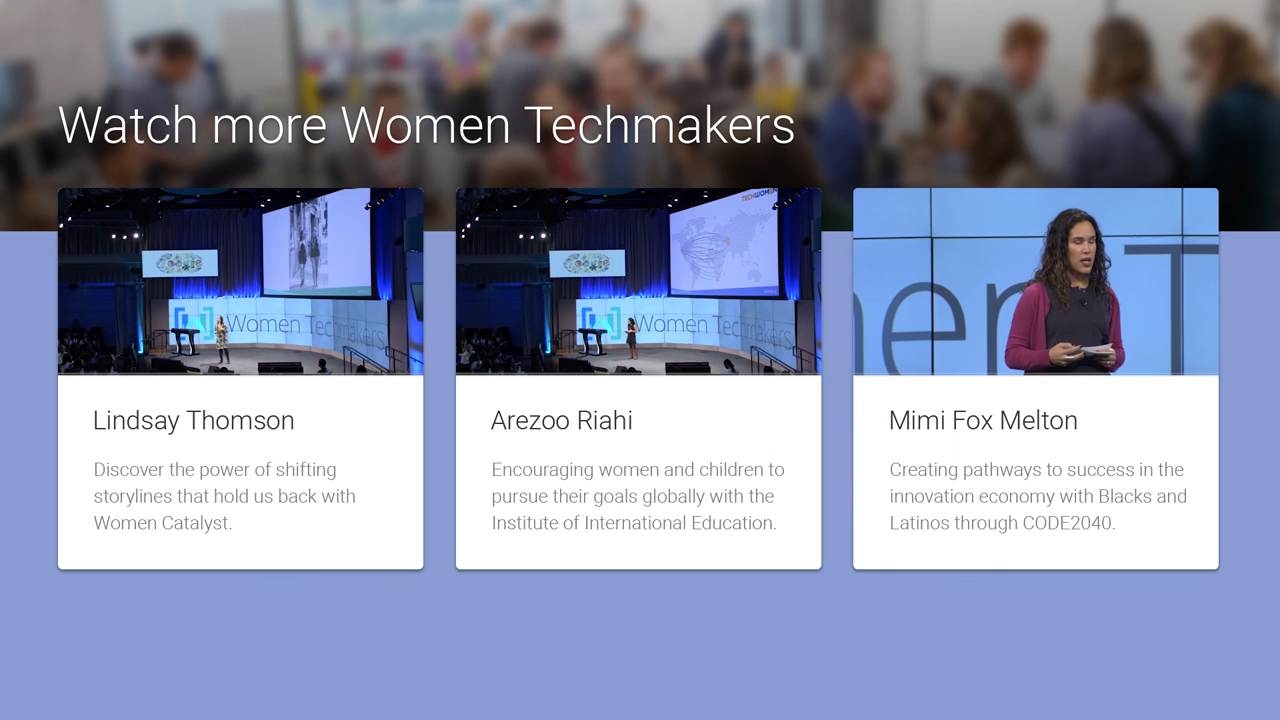 Watch more Women Techmakers
TECHWOMEN
Women Techmakers
Women Techmakers
en T
Lindsay Thomson
Arezoo Riahi
Mimi Fox Melton
Discover the power of shifting
storylines that hold us back with
Women Catalyst.
Encouraging women and children to
pursue their goals globally with the
Institute of International Education.
Creating pathways to success in the
innovation economy with Blacks and
Latinos through CODE2040.